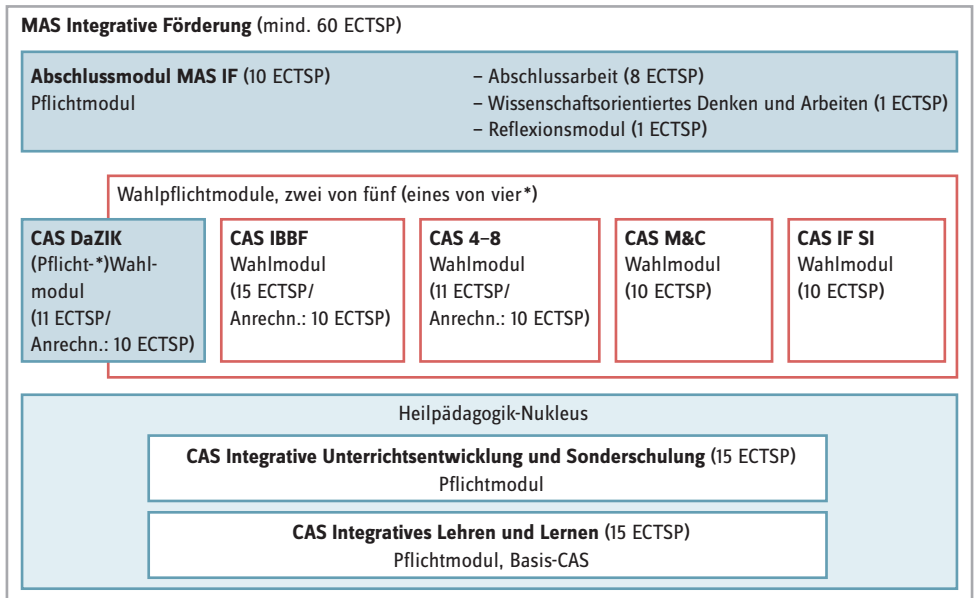 MAS Integrative Förderung (mind. 60 ECTSP)
Abschlussmodul MAS IF (10 ECTSP)
Pflichtmodul
– Abschlussarbeit (8 ECTSP)
– Wissenschaftsorientiertes Denken und Arbeiten (1 ECTSP)
– Reflexionsmodul (1 ECTSP)
Wahlpflichtmodule, zwei von fünf (eines von vier*)
CAS DaZIK
(Pflicht-*)Wahl-
modul
(11 ECTSP/
Anrechn.: 10 ECTSP)
CAS IBBF
Wahlmodul
(15 ECTSP/
Anrechn.: 10 ECTSP)
CAS 4–8
Wahlmodul
(11 ECTSP/
Anrechn.: 10 ECTSP)
CAS M&C
Wahlmodul
(10 ECTSP)
CAS IF SI
Wahlmodul
(10 ECTSP)
Heilpädagogik-Nukleus
CAS Integrative Unterrichtsentwicklung und Sonderschulung (15 ECTSP)
Pflichtmodul
CAS Integratives Lehren und Lernen (15 ECTSP)
Pflichtmodul, Basis-CAS